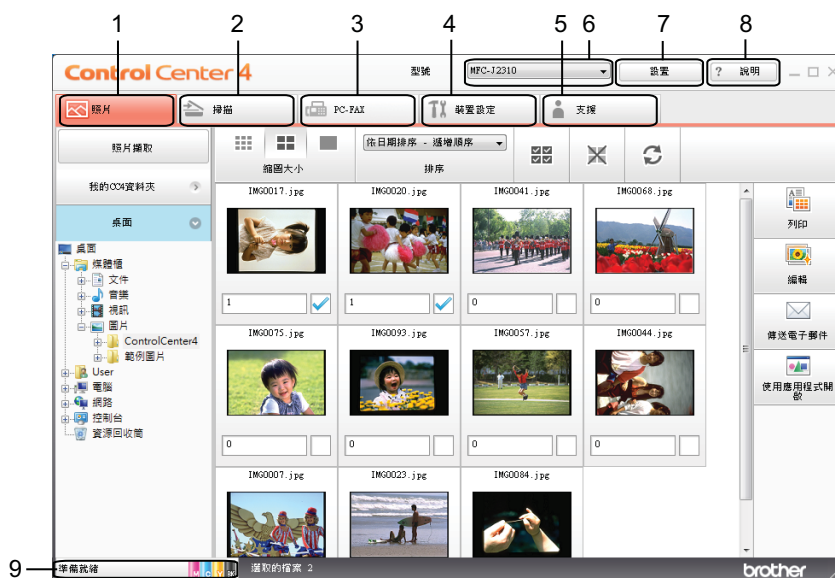 1 2 3 4 5 6 7 8
Control Center 4 型號 MFC-J2310 設置 ? 說明
照片 掃描 PC-FAX 裝置設定 支援
照片擷取
縮圖大小
依日期排序 - 遞增順序
排序
我的CC4資料夾
桌面
桌面
媒體櫃
文件
音樂
視訊
圖片
ControlCenter4
範例圖片
User
電腦
網路
控制台
資源回收筒
IMG0017.jpg IMG0020.jpg IMG0041.jpg IMG0068.jpg
1 1 0 0
IMG0075.jpg IMG0093.jpg IMG0057.jpg IMG0044.jpg
0 0 0 0
IMG0007.jpg IMG0023.jpg IMG0084.jpg
列印
編輯
傳送電子郵件
使用應用程式開
啟
9 準備就緒 M C Y BK 選取的檔案 2 brother